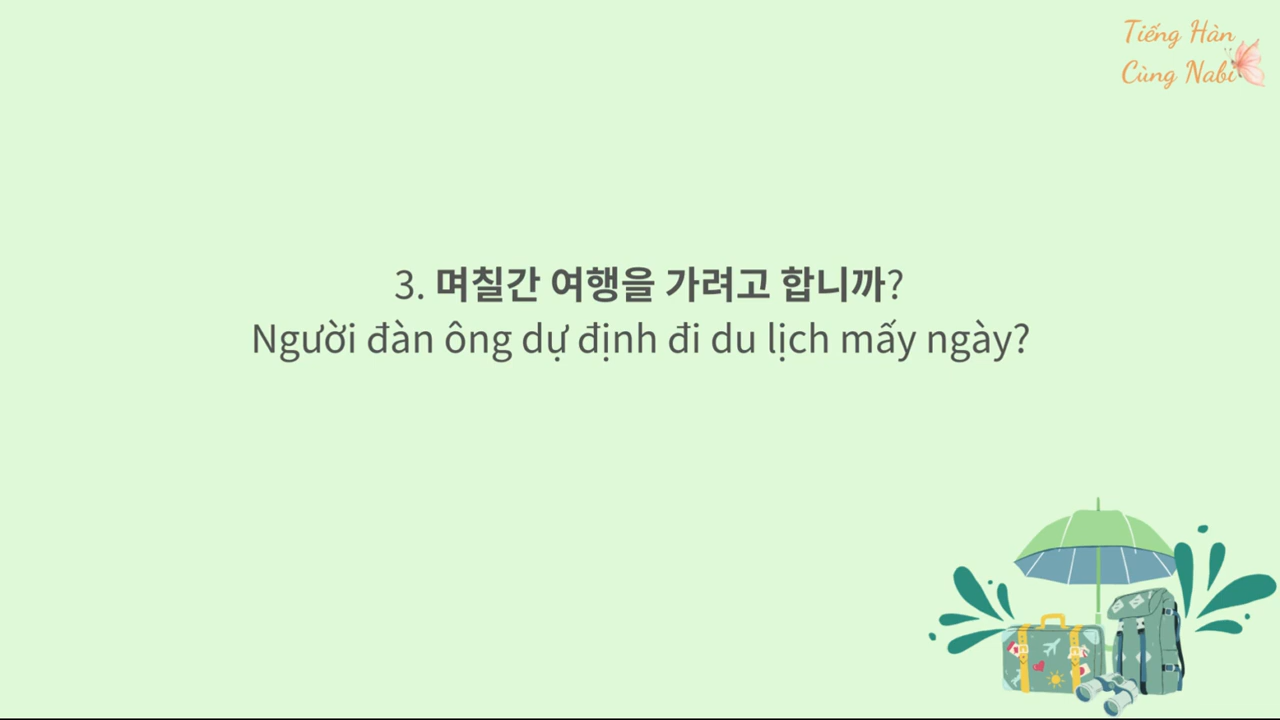 Tiếng Hàn
Cùng Nabi
3. 며칠간 여행을 가려고 합니까?
Người đàn ông dự định đi du lịch mấy ngày?